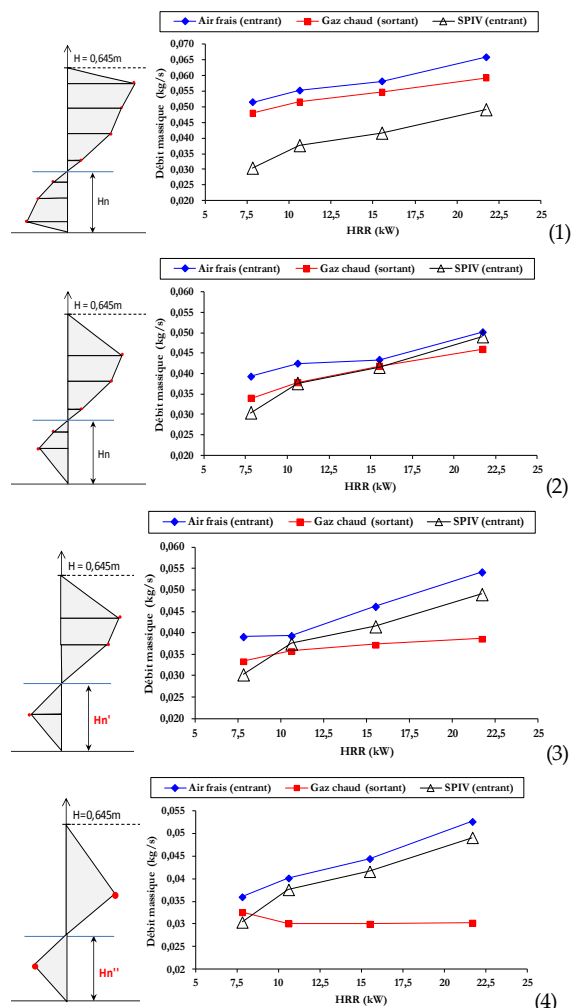 H = 0,645m
Hn
Air frais (entrant) Gaz chaud (sortant) SPIV (entrant)
Débit massique (kg/s)
0,070
0,065
0,060
0,055
0,050
0,045
0,040
0,035
0,030
0,025
0,020
5 7,5 10 12,5 15 17,5 20 22,5 25
HRR (kW)
(1)
H = 0,645m
Hn
Air frais (entrant) Gaz chaud (sortant) SPIV (entrant)
Débit massique (kg/s)
0,060
0,055
0,050
0,045
0,040
0,035
0,030
0,025
0,020
5 7,5 10 12,5 15 17,5 20 22,5 25
HRR (kW)
(2)
H = 0,645m
Hn'
Air frais (entrant) Gaz chaud (sortant) SPIV (entrant)
Débit massique (kg/s)
0,060
0,055
0,050
0,045
0,040
0,035
0,030
0,025
0,020
5 7,5 10 12,5 15 17,5 20 22,5 25
HRR (kW)
(3)
H=0,645m
Hn''
Air frais (entrant) Gaz chaud (sortant) SPIV (entrant)
Débit massique (kg/s)
0,055
0,05
0,045
0,04
0,035
0,03
0,025
0,02
5 7,5 10 12,5 15 17,5 20 22,5 25
HRR (kW)
(4)